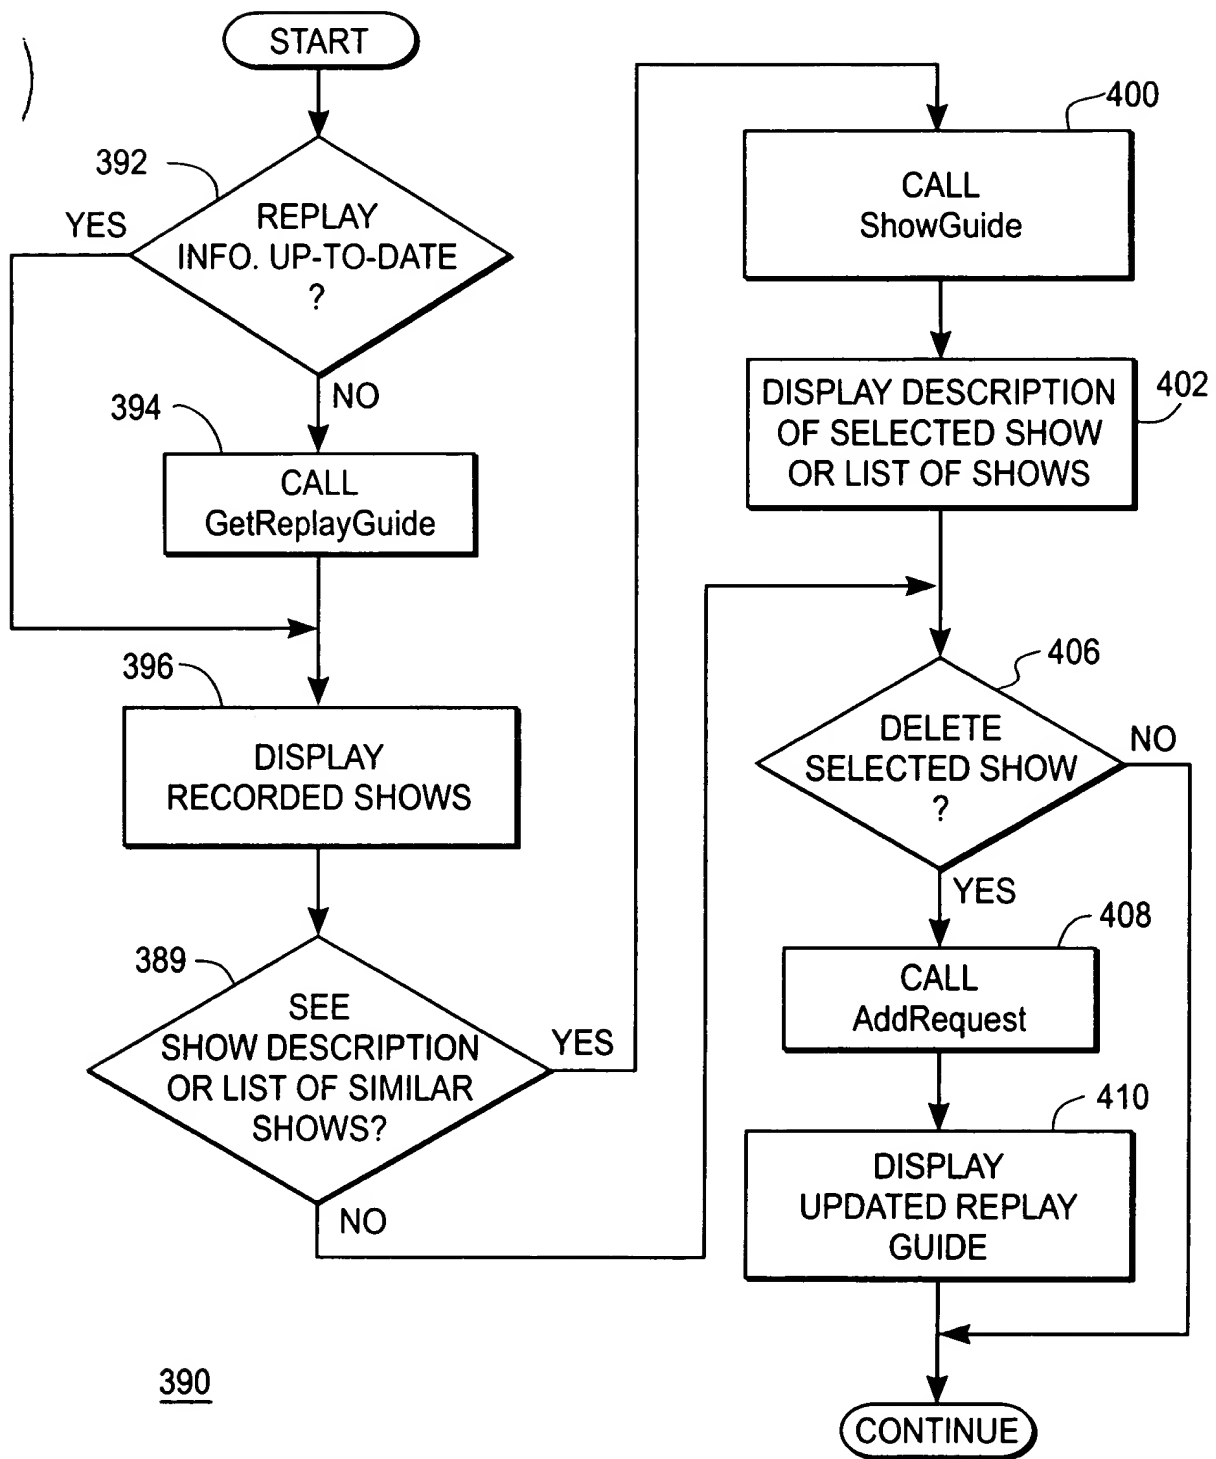 START
392
YES
REPLAY
INFO. UP-TO-DATE
?
NO
394
CALL
GetReplayGuide
396
DISPLAY
RECORDED SHOWS
389
SEE
SHOW DESCRIPTION
OR LIST OF SIMILAR
SHOWS?
YES
NO
390
400
CALL
ShowGuide
402
DISPLAY DESCRIPTION
OF SELECTED SHOW
OR LIST OF SHOWS
406
DELETE
SELECTED SHOW
?
NO
YES
408
CALL
AddRequest
410
DISPLAY
UPDATED REPLAY
GUIDE
CONTINUE